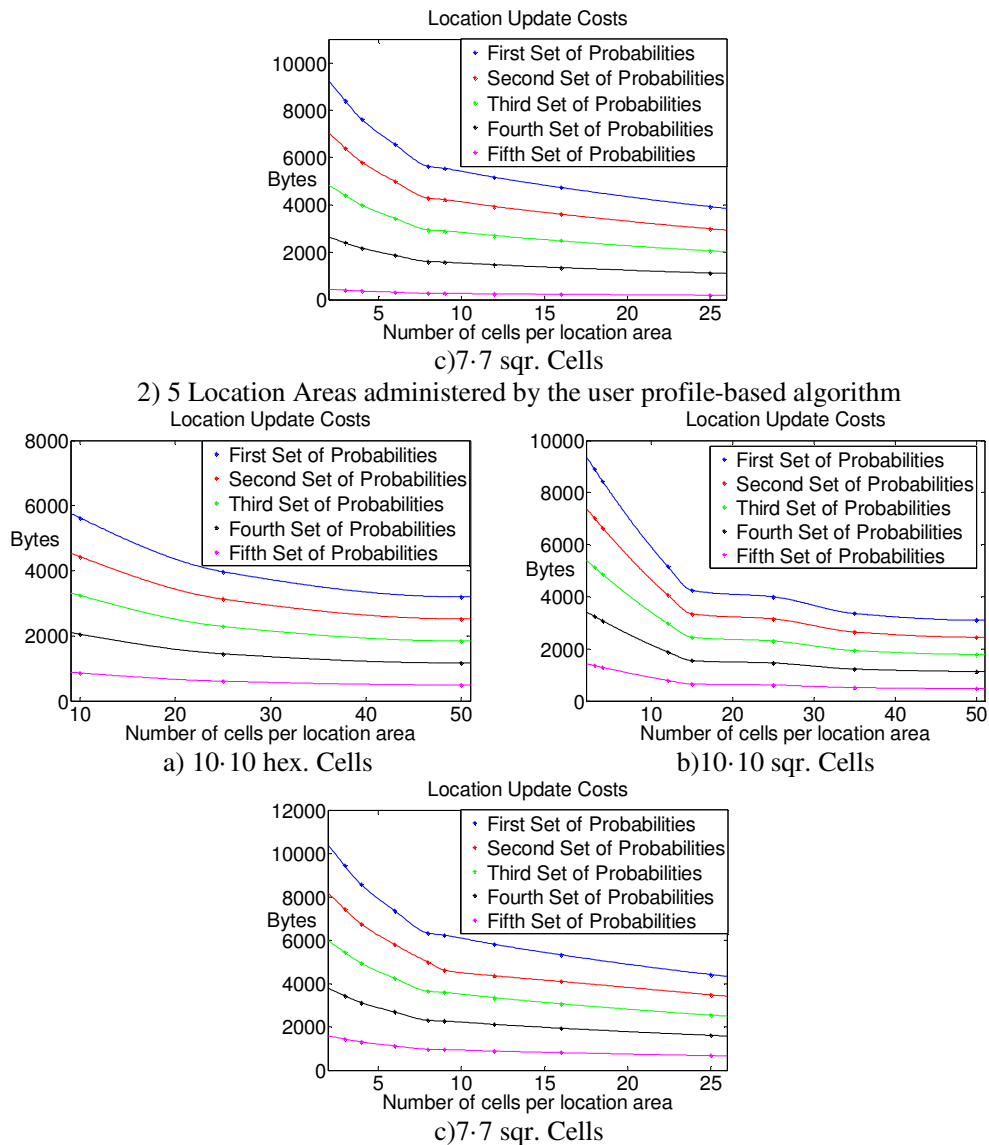 Location Update Costs
10000
8000
6000
4000
2000
0
Bytes
First Set of Probabilities
Second Set of Probabilities
Third Set of Probabilities
Fourth Set of Probabilities
Fifth Set of Probabilities
5 10 15 20 25
Number of cells per location area
c)7·7 sqr. Cells
2) 5 Location Areas administered by the user profile-based algorithm
Location Update Costs
8000
6000
4000
2000
0
Bytes
First Set of Probabilities
Second Set of Probabilities
Third Set of Probabilities
Fourth Set of Probabilities
Fifth Set of Probabilities
10 20 30 40 50
Number of cells per location area
a) 10·10 hex. Cells
Location Update Costs
10000
8000
6000
4000
2000
0
Bytes
First Set of Probabilities
Second Set of Probabilities
Third Set of Probabilities
Fourth Set of Probabilities
Fifth Set of Probabilities
12 25 35 50
Number of cells per location area
b)10·10 sqr. Cells
Location Update Costs
12000
10000
8000
6000
4000
2000
0
Bytes
First Set of Probabilities
Second Set of Probabilities
Third Set of Probabilities
Fourth Set of Probabilities
Fifth Set of Probabilities
5 10 15 20 25
Number of cells per location area
c)7·7 sqr. Cells